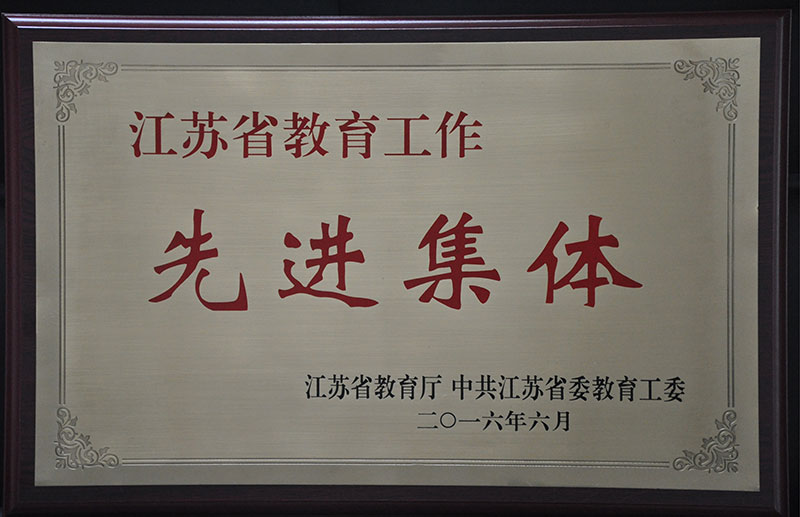 江苏省教育工作
先进集体
江苏省教育厅 中共江苏省委教育工委
二〇一六年六月